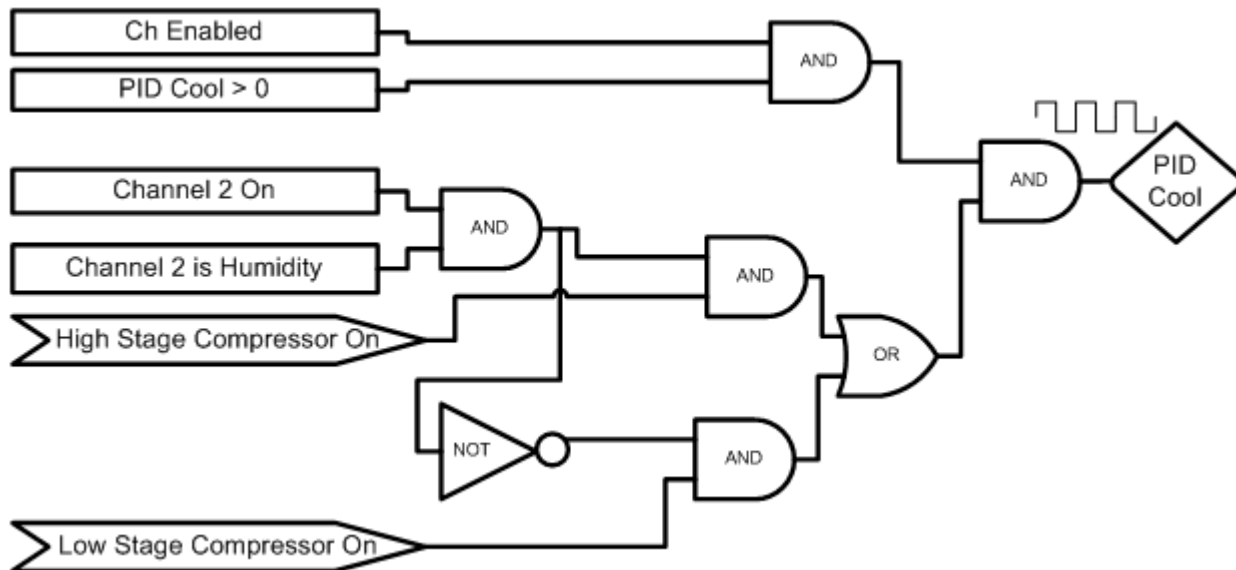 Ch Enabled
AND
PID Cool > 0
PID
Cool
AND
Channel 2 On
AND
Channel 2 is Humidity
AND
High Stage Compressor On
OR
NOT
AND
Low Stage Compressor On